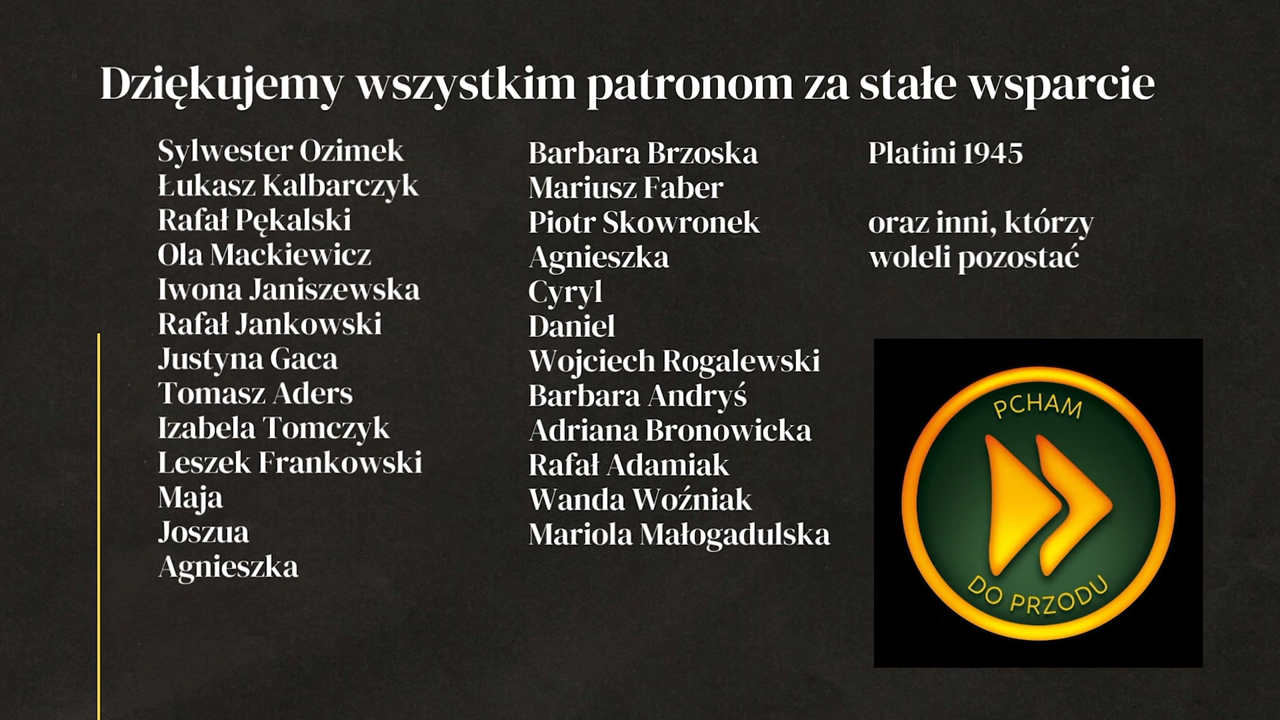 Dziękujemy wszystkim patronom za stałe wsparcie
Sylwester Ozimek
Łukasz Kalbarczyk
Rafał Pękalski
Ola Mackiewicz
Iwona Janiszewska
Rafał Jankowski
Justyna Gaca
Tomasz Aders
Izabela Tomczyk
Leszek Frankowski
Maja
Joszua
Agnieszka
Barbara Brzoska
Mariusz Faber
Piotr Skowronek
Agnieszka
Cyryl
Daniel
Wojciech Rogalewski
Barbara Andryś
Adriana Bronowicka
Rafał Adamiak
Wanda Woźniak
Mariola Małogadulska
Platini 1945
oraz inni, którzy
woleli pozostać
PCHAM
DO PRZODU